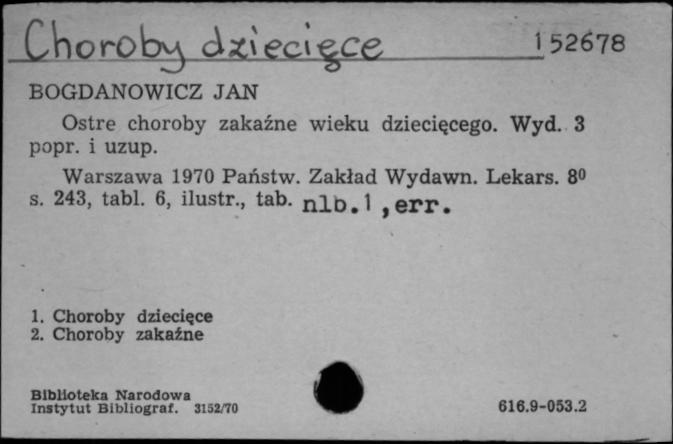 Choroby dziecięce 152678
BOGDANOWICZ JAN
Ostre choroby zakaźne wieku dziecięcego. Wyd. 3
popr. i uzup.
Warszawa 1970 Państw. Zakład Wydawn. Lekars. 8⁰
s. 243, tabl. 6, ilustr., tab. nlb.1 ,err.
1. Choroby dziecięce
2. Choroby zakaźne
Biblioteka Narodowa
Instytut Bibliograf. 3152/70 616.9-053.2